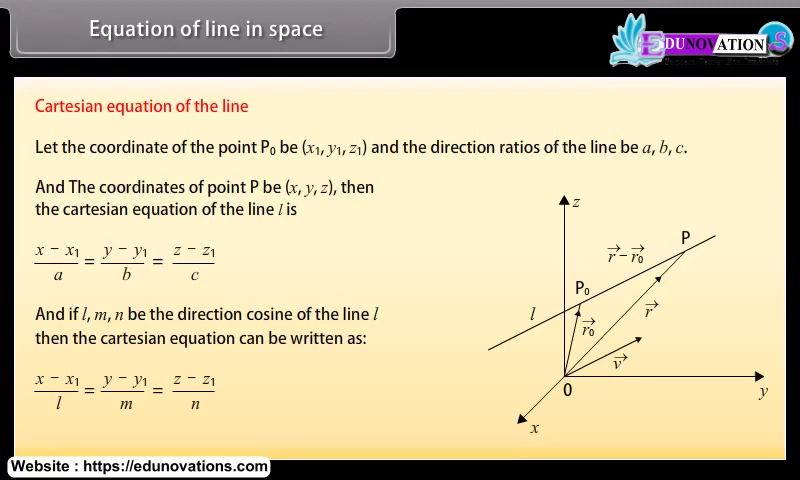 Equation of line in space
EDUNOVATIONS
Cartesian equation of the line
Let the coordinate of the point P₀ be (x₁, y₁, z₁) and the direction ratios of the line be a, b, c.
And The coordinates of point P be (x, y, z), then
the cartesian equation of the line l is
(x − x₁)/a = (y − y₁)/b = (z − z₁)/c
And if l, m, n be the direction cosine of the line l
then the cartesian equation can be written as:
(x − x₁)/l = (y − y₁)/m = (z − z₁)/n
z
P
r⃗ − r⃗₀
P₀
l
r⃗
r⃗₀
v⃗
O
y
x
Website : https://edunovations.com